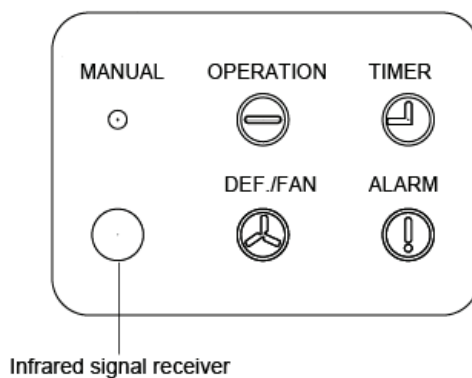 MANUAL OPERATION TIMER
DEF./FAN ALARM
Infrared signal receiver